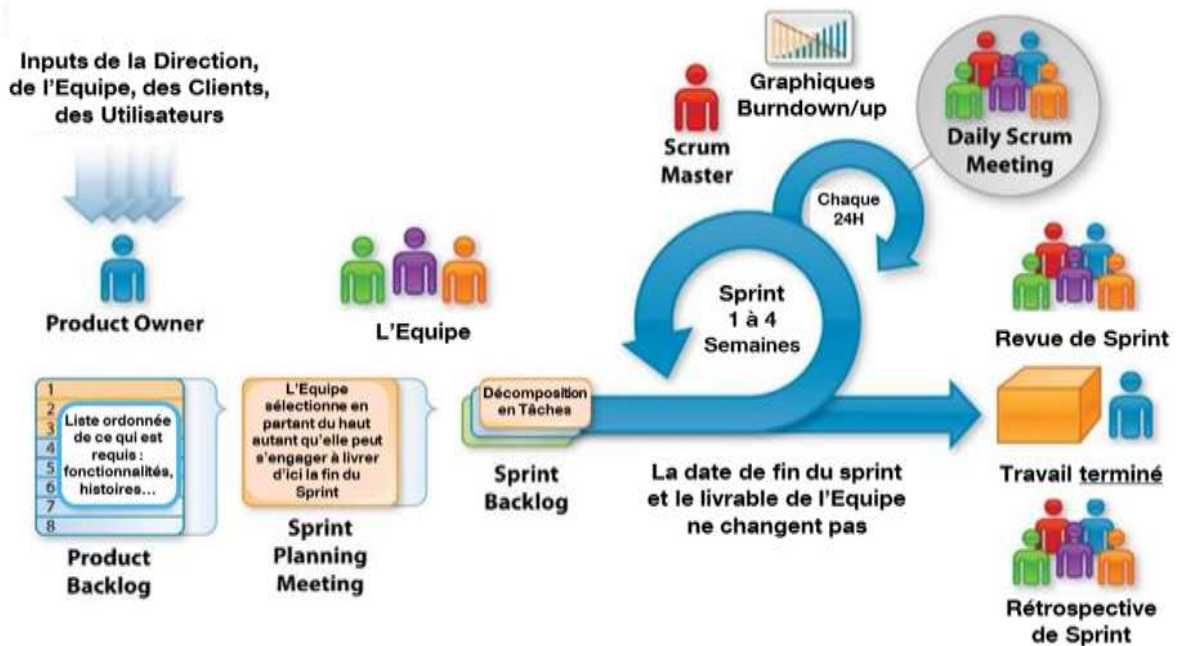 Inputs de la Direction,
de l'Equipe, des Clients,
des Utilisateurs
Product Owner
L'Equipe
Scrum
Master
Graphiques
Burndown/up
Daily Scrum
Meeting
Chaque
24H
Sprint
1 à 4
Semaines
Revue de Sprint
1
2
3
4
5
6
7
8
Liste ordonnée
de ce qui est
requis :
fonctionnalités,
histoires...
Product
Backlog
L'Equipe
sélectionne en
partant du haut
autant qu'elle peut
s'engager à livrer
d'ici la fin du
Sprint
Sprint
Planning
Meeting
Décomposition
en Tâches
Sprint
Backlog
La date de fin du sprint
et le livrable de l'Equipe
ne changent pas
Travail terminé
Rétrospective
de Sprint